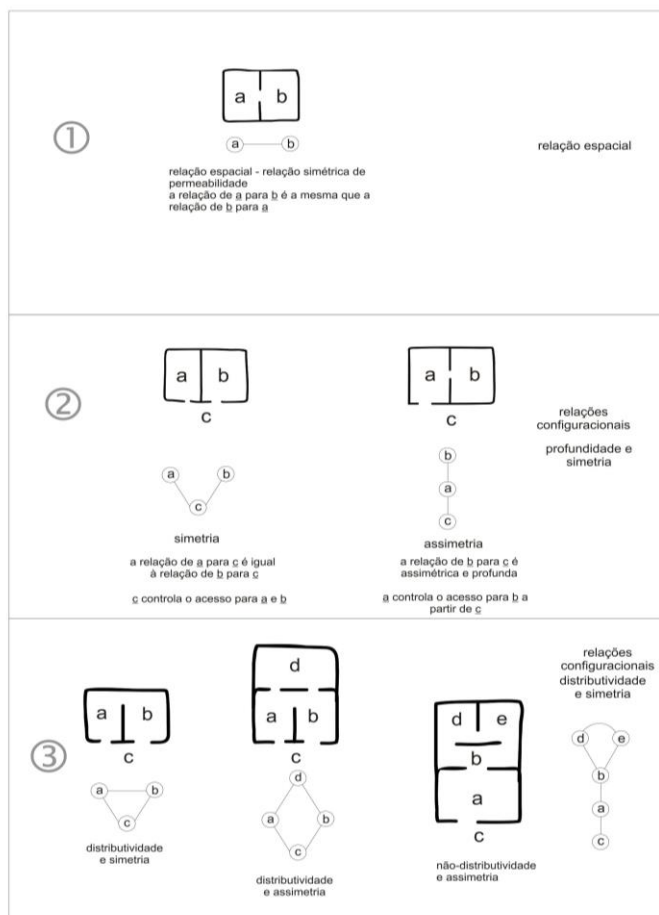 ①
a b
a b
relação espacial - relação simétrica de
permeabilidade
a relação de a para b é a mesma que a
relação de b para a
relação espacial
②
a b
c
a b
c
simetria
a relação de a para c é igual
à relação de b para c
c controla o acesso para a e b
a b
c
b
a
c
assimetria
a relação de b para c é
assimétrica e profunda
a controla o acesso para b a
partir de c
relações
configuracionais
profundidade e
simetria
③
a b
c
a b
c
distributividade
e simetria
d
a b
c
d
a b
c
distributividade
e assimetria
d e
b
a
c
não-distributividade
e assimetria
relações
configuracionais
distributividade
e simetria
d e
b
a
c